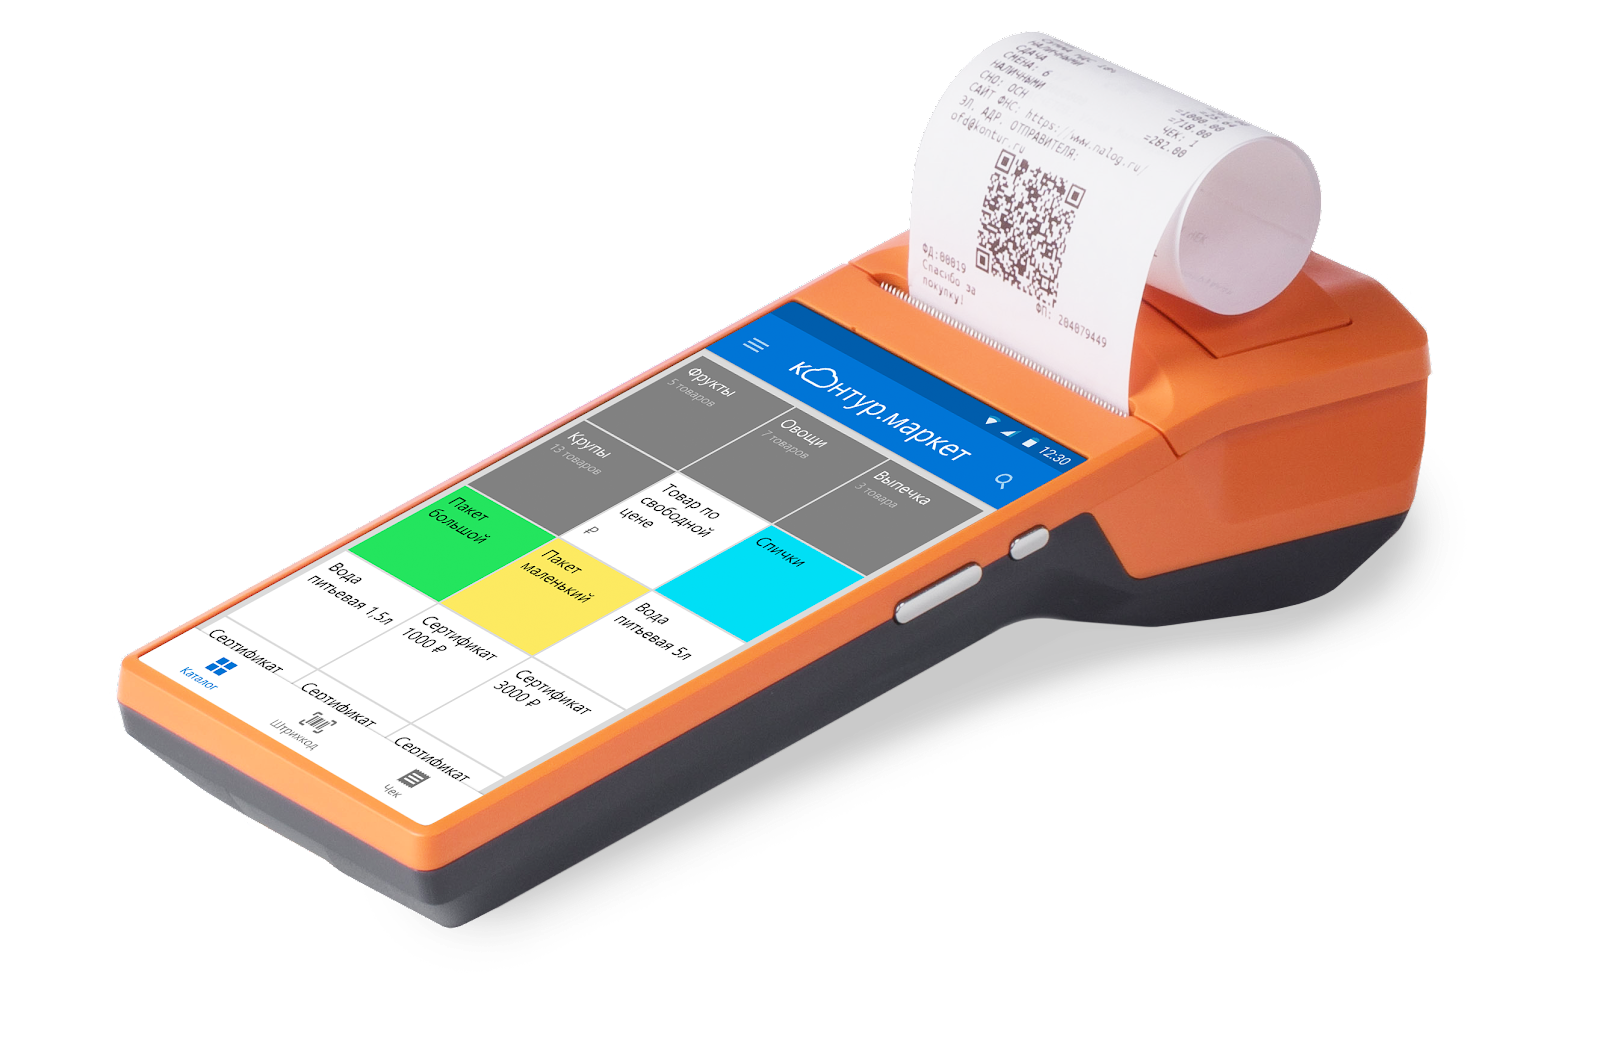 НАЛИЧНЫМИ
СДАЧА
СМЕНА: 6
НАЛИЧНЫМИ
СНО: ОСН
САЙТ ФНС: https://www.nalog.ru/
ЭЛ. АДР. ОТПРАВИТЕЛЯ:
ofd@kontur.ru
=1000.00
=718.00
ЧЕК: 1
=282.00
ФД:00019
Спасибо за
покупку!
ФП: 284079449
12:30
контур.маркет
Фрукты
5 товаров
Овощи
7 товаров
Выпечка
3 товара
Крупы
13 товаров
Товар по
свободной
цене
₽
Спички
Пакет
большой
Пакет
маленький
Вода
питьевая 5л
Вода
питьевая 1,5л
Сертификат
1000 ₽
Сертификат
3000 ₽
Сертификат
Сертификат
Сертификат
Каталог
Штрихкод
Чек